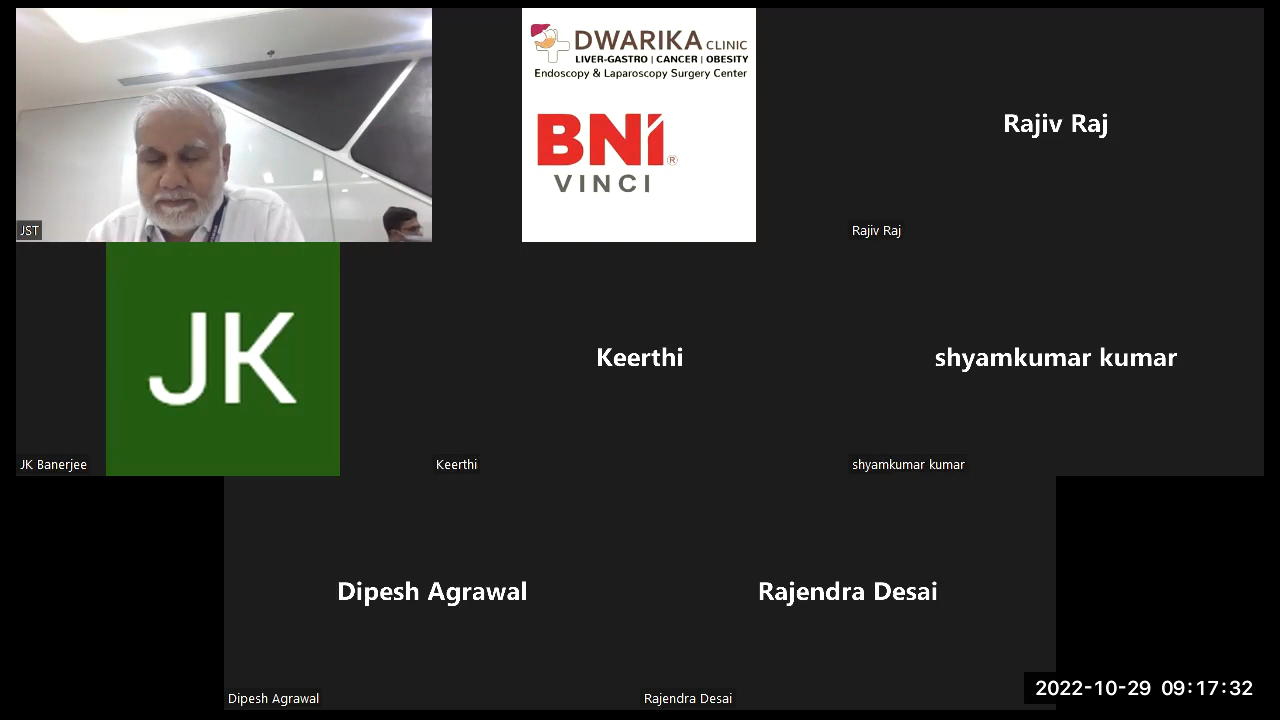 JST
DWARIKA CLINIC
LIVER-GASTRO | CANCER | OBESITY
Endoscopy & Laparoscopy Surgery Center
BNI®
VINCI
Rajiv Raj
Rajiv Raj
JK
JK Banerjee
Keerthi
Keerthi
shyamkumar kumar
shyamkumar kumar
Dipesh Agrawal
Dipesh Agrawal
Rajendra Desai
Rajendra Desai
2022-10-29 09:17:32